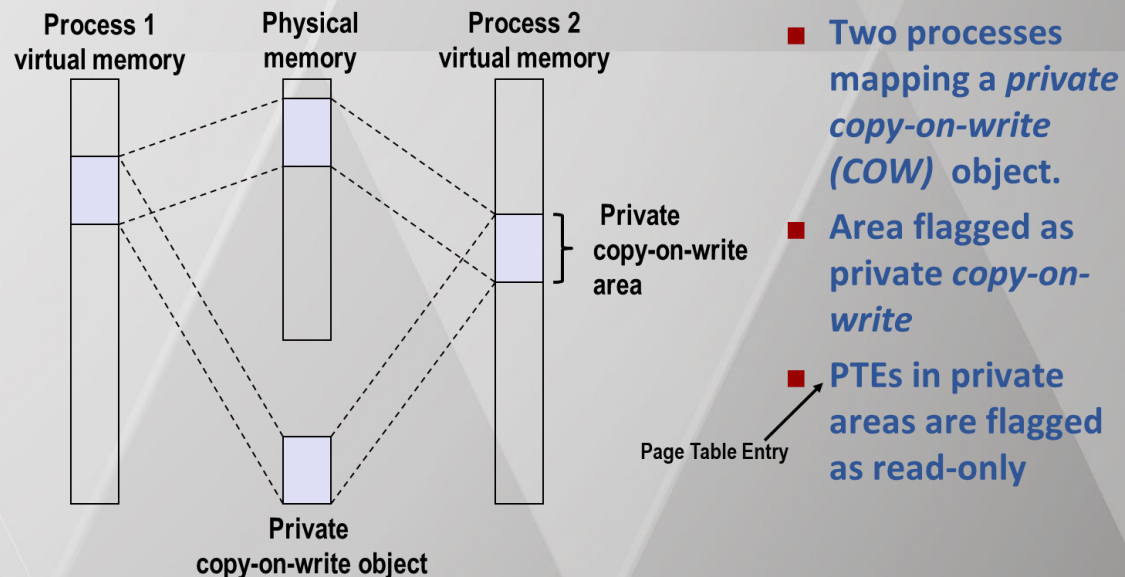 Process 1
virtual memory
Physical
memory
Process 2
virtual memory
Private
copy-on-write
area
Private
copy-on-write object
Two processes
mapping a private
copy-on-write
(COW) object.
Area flagged as
private copy-on-
write
PTEs in private
areas are flagged
as read-only
Page Table Entry